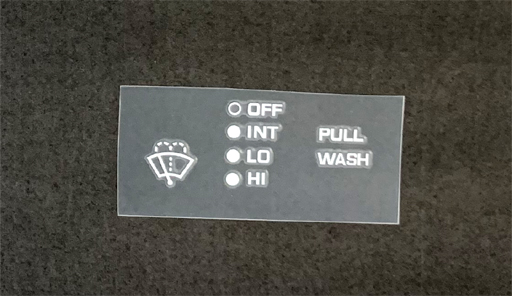 OFF
INT
LO
HI
PULL
WASH